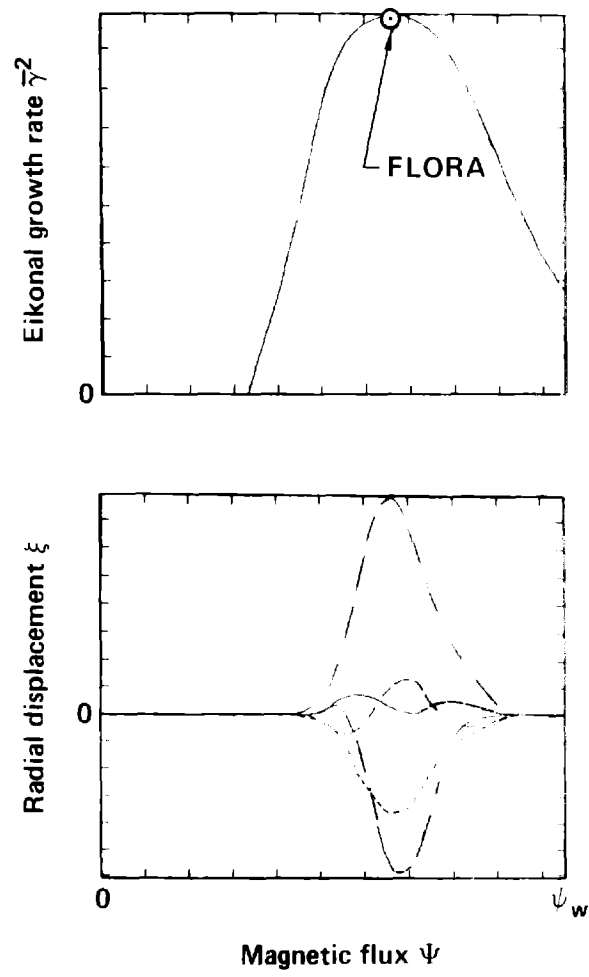 Eikonal growth rate γ̅²
FLORA
0
Radial displacement ξ
0
0
ψw
Magnetic flux Ψ